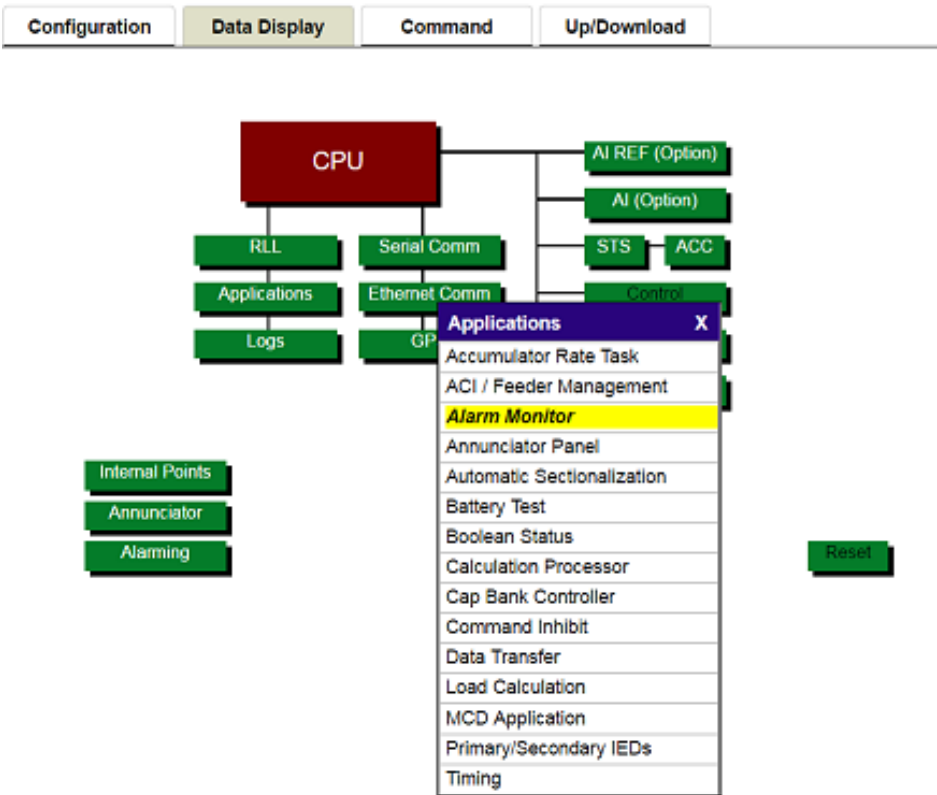 Configuration
Data Display
Command
Up/Download
CPU
AI REF (Option)
AI (Option)
RLL
Serial Comm
STS
ACC
Applications
Ethernet Comm
Control
Logs
GP
Applications X
Accumulator Rate Task
ACI / Feeder Management
Alarm Monitor
Annunciator Panel
Automatic Sectionalization
Battery Test
Boolean Status
Calculation Processor
Cap Bank Controller
Command Inhibit
Data Transfer
Load Calculation
MCD Application
Primary/Secondary IEDs
Timing
Internal Points
Annunciator
Alarming
Reset